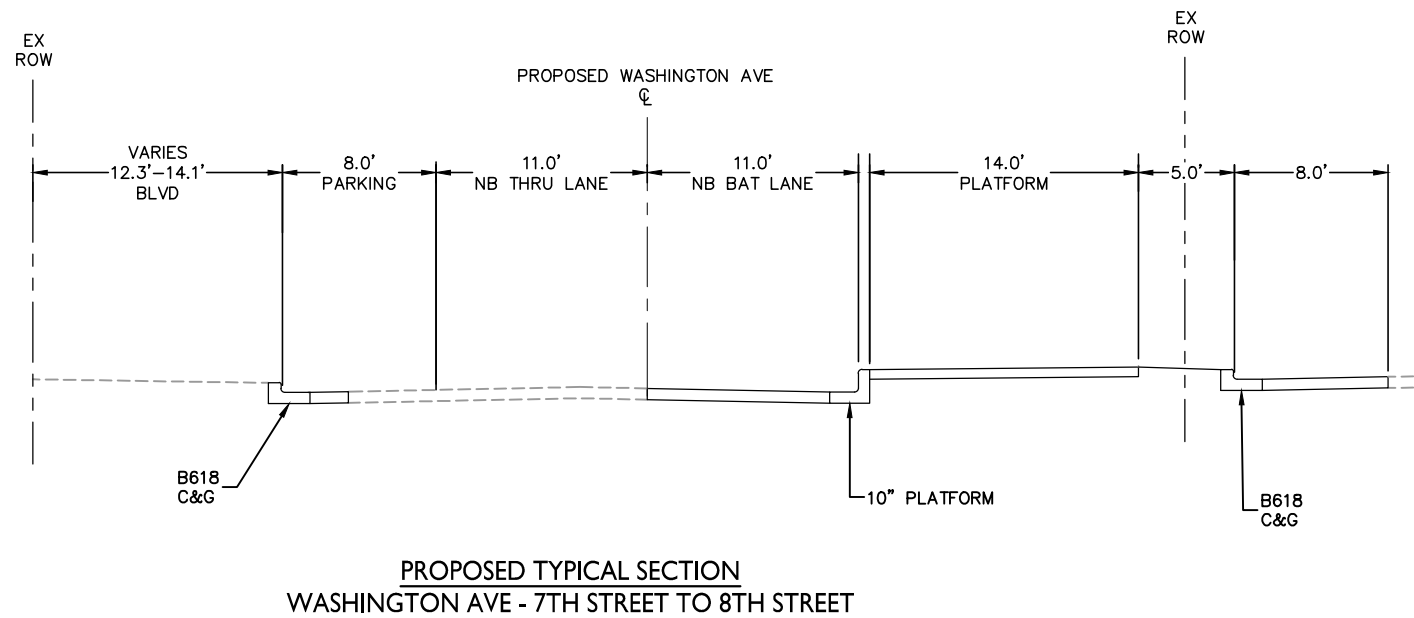 EX
ROW
EX
ROW
PROPOSED WASHINGTON AVE
℄
VARIES
12.3'-14.1'
BLVD
8.0'
PARKING
11.0'
NB THRU LANE
11.0'
NB BAT LANE
14.0'
PLATFORM
5.0'
8.0'
B618
C&G
10" PLATFORM
B618
C&G
PROPOSED TYPICAL SECTION
WASHINGTON AVE - 7TH STREET TO 8TH STREET